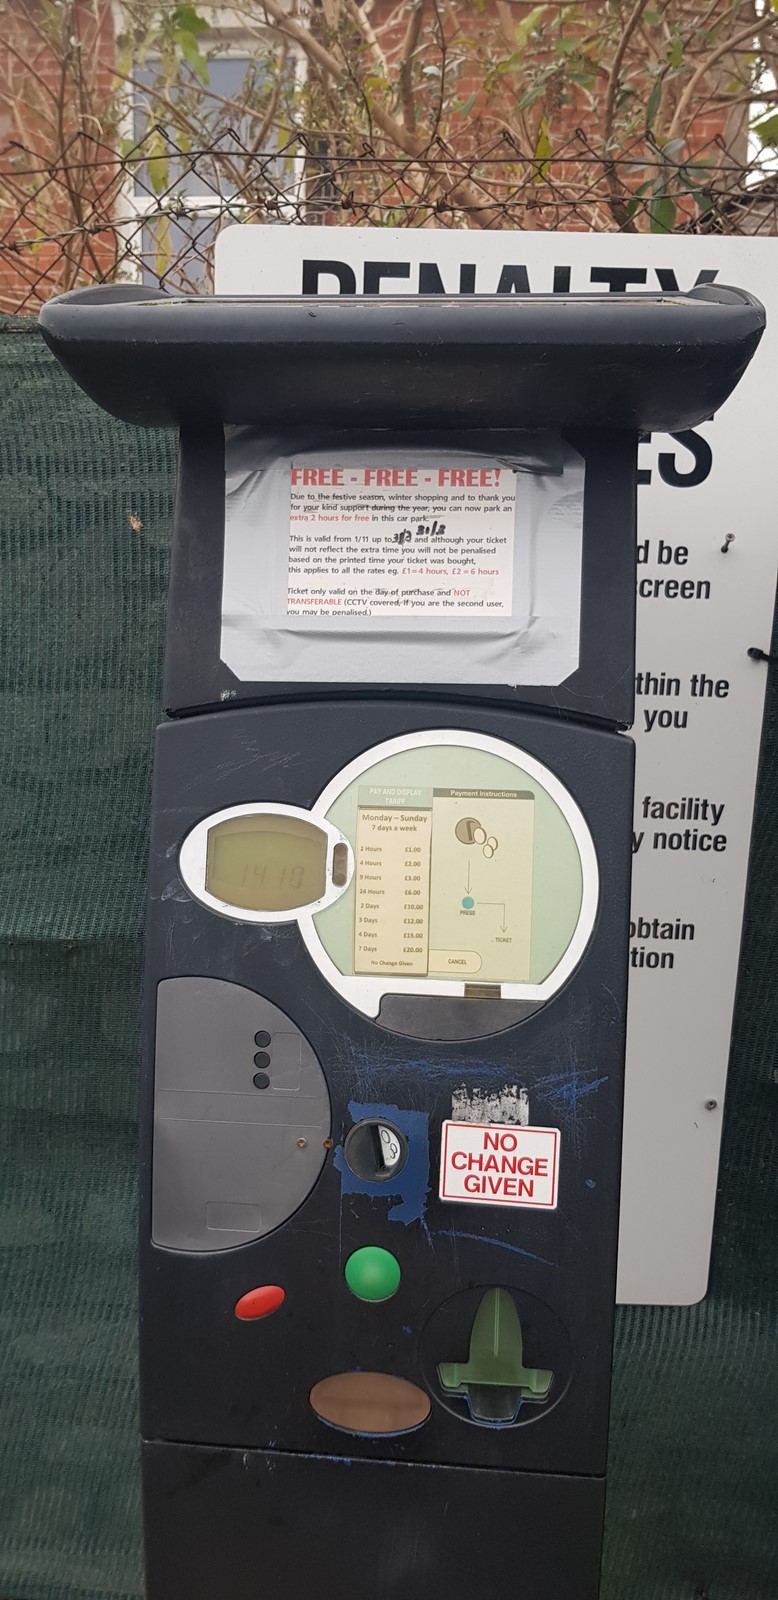 PENALTY
ES
FREE - FREE - FREE!
Due to the festive season, winter shopping and to thank you
for your kind support during the year, you can now park an
extra 2 hours for free in this car park.
This is valid from 1/11 up to 31/3 and although your ticket
will not reflect the extra time you will not be penalised
based on the printed time your ticket was bought,
this applies to all the rates eg. £1=4 hours, £2=6 hours
Ticket only valid on the day of purchase and NOT
TRANSFERABLE (CCTV covered, If you are the second user,
you may be penalised.)
d be
creen
thin the
you
facility
y notice
obtain
tion
14 10
PAY AND DISPLAY
TARIFF
Monday – Sunday
7 days a week
2 Hours £1.00
4 Hours £2.00
9 Hours £3.00
24 Hours £6.00
2 Days £10.00
3 Days £12.00
4 Days £15.00
7 Days £20.00
No Change Given
Payment Instructions
PRESS
TICKET
CANCEL
NO
CHANGE
GIVEN